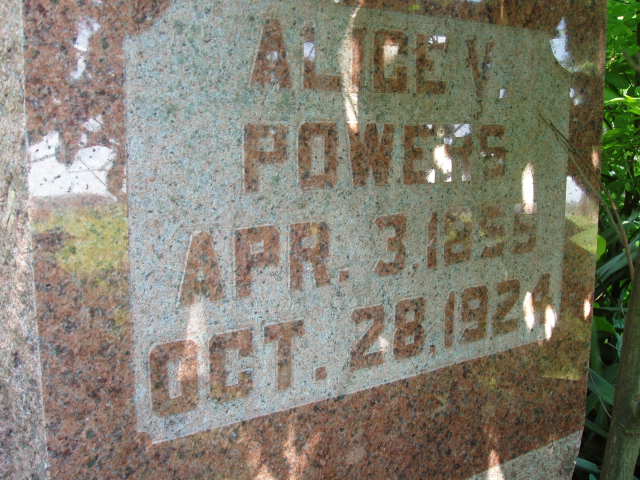 ALICE V
POWERS
APR. 3, 1855
OCT. 28, 1924